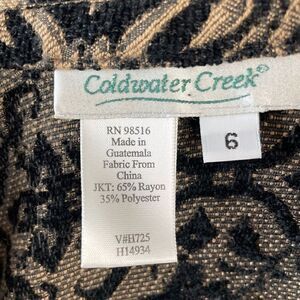 Coldwater Creek®
RN 98516
Made in
Guatemala
Fabric From
China
JKT: 65% Rayon
35% Polyester
V#H725
H14934
6